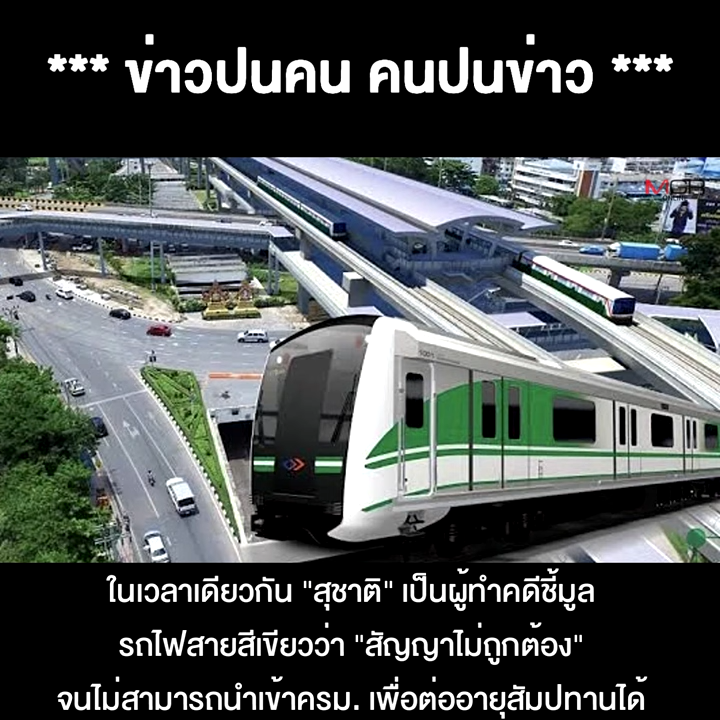 *** ข่าวปนคน คนปนข่าว ***
ในเวลาเดียวกัน "สุชาติ" เป็นผู้ทำคดีชี้มูล
รถไฟสายสีเขียวว่า "สัญญาไม่ถูกต้อง"
จนไม่สามารถนำเข้าครม. เพื่อต่ออายุสัมปทานได้